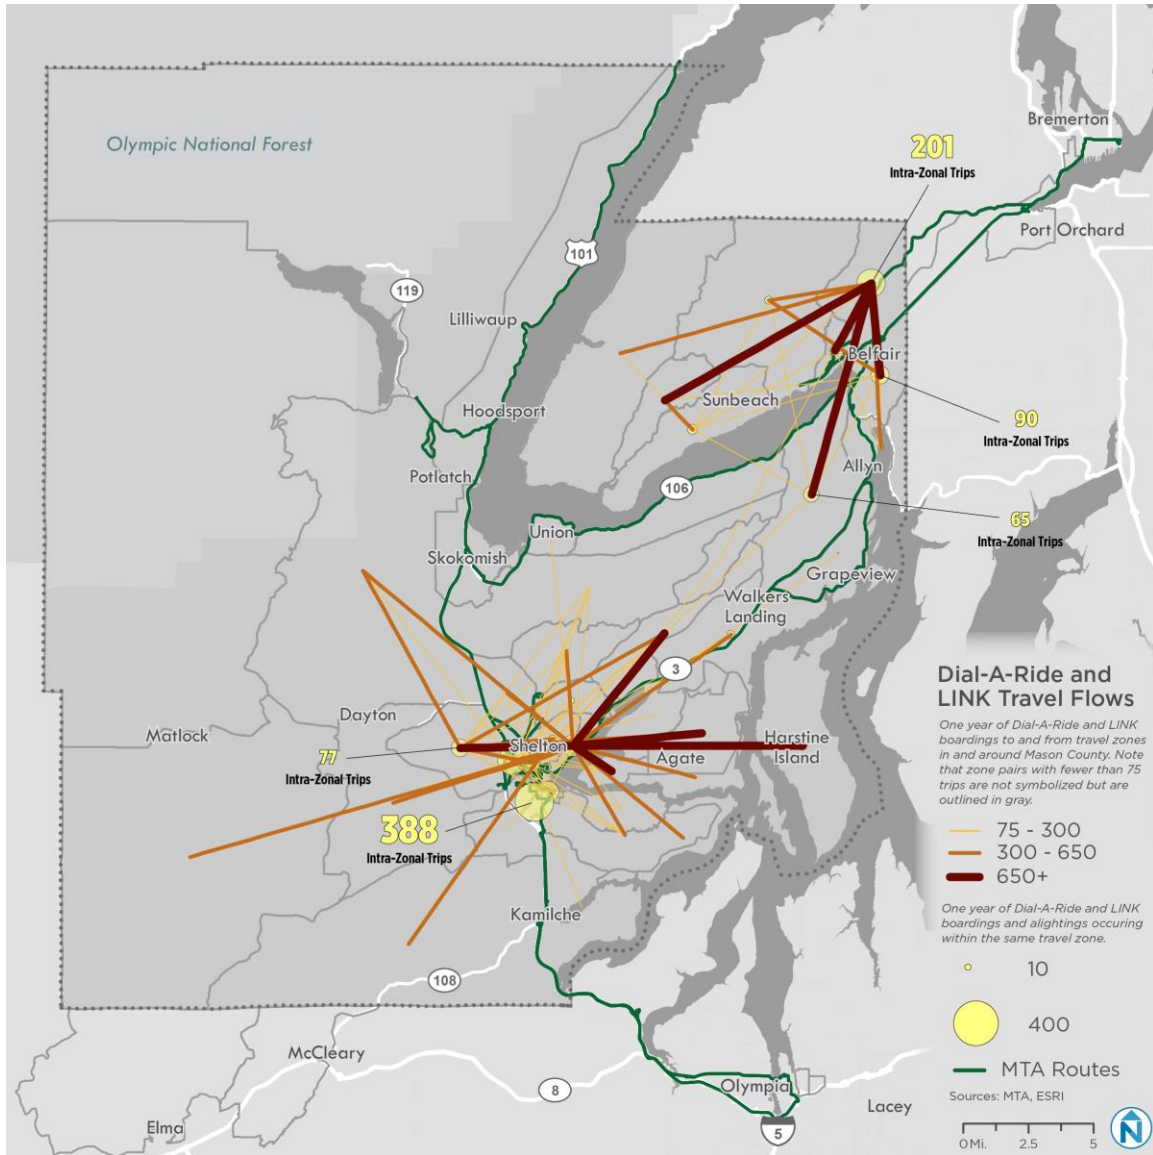 Bremerton
Olympic National Forest
201
Intra-Zonal Trips
Port Orchard
101
119
Lilliwaup
Belfair
Sunbeach
Hoodsport
90
Intra-Zonal Trips
Allyn
Potlatch
106
65
Intra-Zonal Trips
Union
Skokomish
Grapeview
Walkers
Landing
3
Dayton
Matlock
Shelton
Agate
Harstine
Island
77
Intra-Zonal Trips
388
Intra-Zonal Trips
Kamilche
108
McCleary
8
Olympia
Lacey
Elma
5
Dial-A-Ride and
LINK Travel Flows
One year of Dial-A-Ride and LINK
boardings to and from travel zones
in and around Mason County. Note
that zone pairs with fewer than 75
trips are not symbolized but are
outlined in gray.
75 - 300
300 - 650
650+
One year of Dial-A-Ride and LINK
boardings and alightings occuring
within the same travel zone.
10
400
MTA Routes
Sources: MTA, ESRI
0Mi. 2.5 5
N